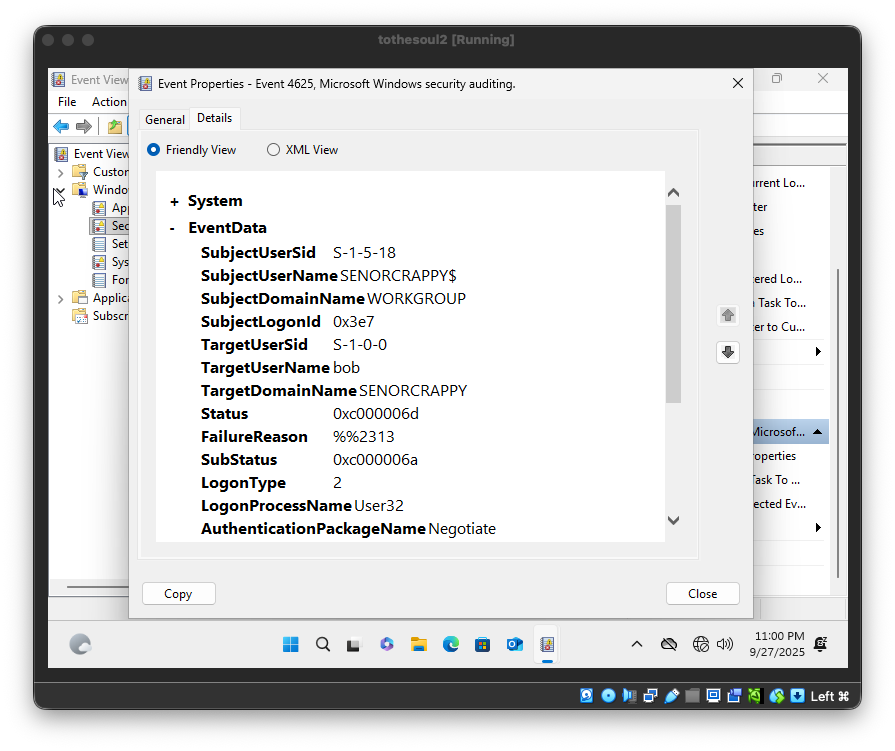 tothesoul2 [Running]
Event View
Event Properties - Event 4625, Microsoft Windows security auditing.
File Action
General Details
Friendly View XML View
Event View
Custor
Windo
App
Sec
Set
Sys
For
Applica
Subscr
+ System
- EventData
SubjectUserSid S-1-5-18
SubjectUserName SENORCRAPPY$
SubjectDomainName WORKGROUP
SubjectLogonId 0x3e7
TargetUserSid S-1-0-0
TargetUserName bob
TargetDomainName SENORCRAPPY
Status 0xc000006d
FailureReason %%2313
SubStatus 0xc000006a
LogonType 2
LogonProcessName User32
AuthenticationPackageName Negotiate
urrent Lo...
ter
es
ered Lo...
Task To...
er to Cu...
Microsof...
operties
Task To ...
ected Ev...
Copy Close
11:00 PM
9/27/2025
Left ⌘